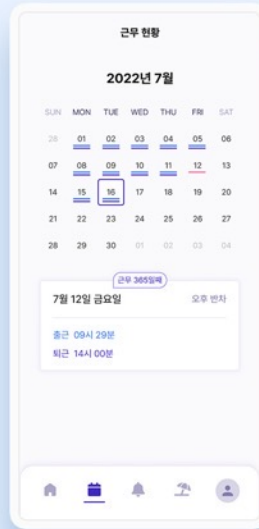 근무 현황
2022년 7월
SUN MON TUE WED THU FRI SAT
28 01 02 03 04 05 06
07 08 09 10 11 12 13
14 15 16 17 18 19 20
21 22 23 24 25 26 27
28 29 30 01 02 03 04
근무 365일째
7월 12일 금요일 오후 반차
출근 09시 29분
퇴근 14시 00분